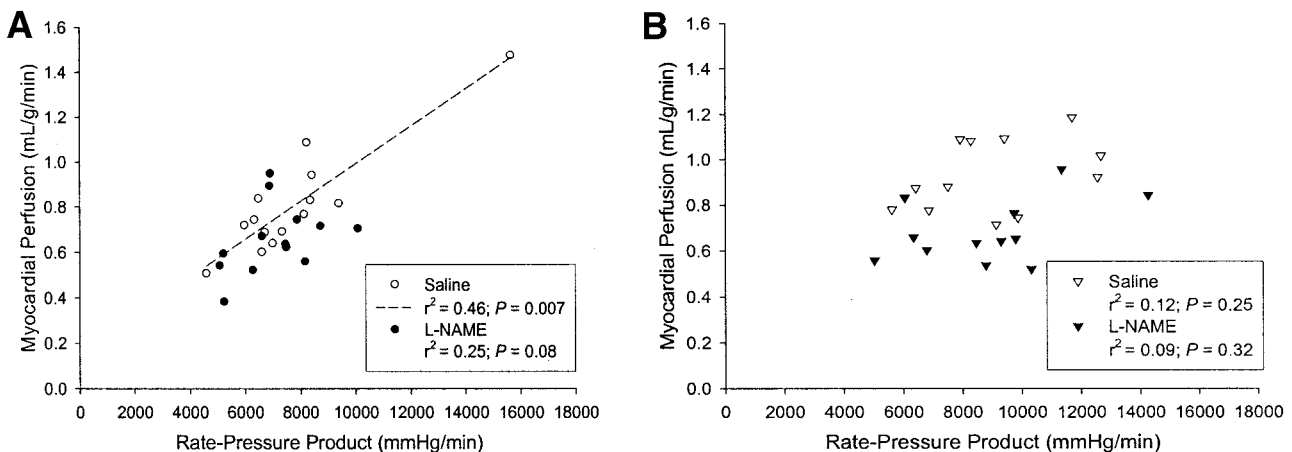 A
Myocardial Perfusion (mL/g/min)
1.6
1.4
1.2
1.0
0.8
0.6
0.4
0.2
0.0
Saline
r² = 0.46; P = 0.007
L-NAME
r² = 0.25; P = 0.08
0 2000 4000 6000 8000 10000 12000 14000 16000 18000
Rate-Pressure Product (mmHg/min)
B
Myocardial Perfusion (mL/g/min)
1.6
1.4
1.2
1.0
0.8
0.6
0.4
0.2
0.0
Saline
r² = 0.12; P = 0.25
L-NAME
r² = 0.09; P = 0.32
0 2000 4000 6000 8000 10000 12000 14000 16000 18000
Rate-Pressure Product (mmHg/min)